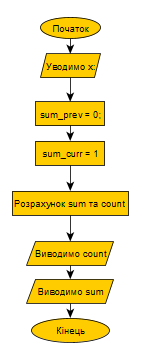 Початок
Уводимо x:
sum_prev = 0;
sum_curr = 1
Розрахунок sum та count
Виводимо count
Виводимо sum
Кінець